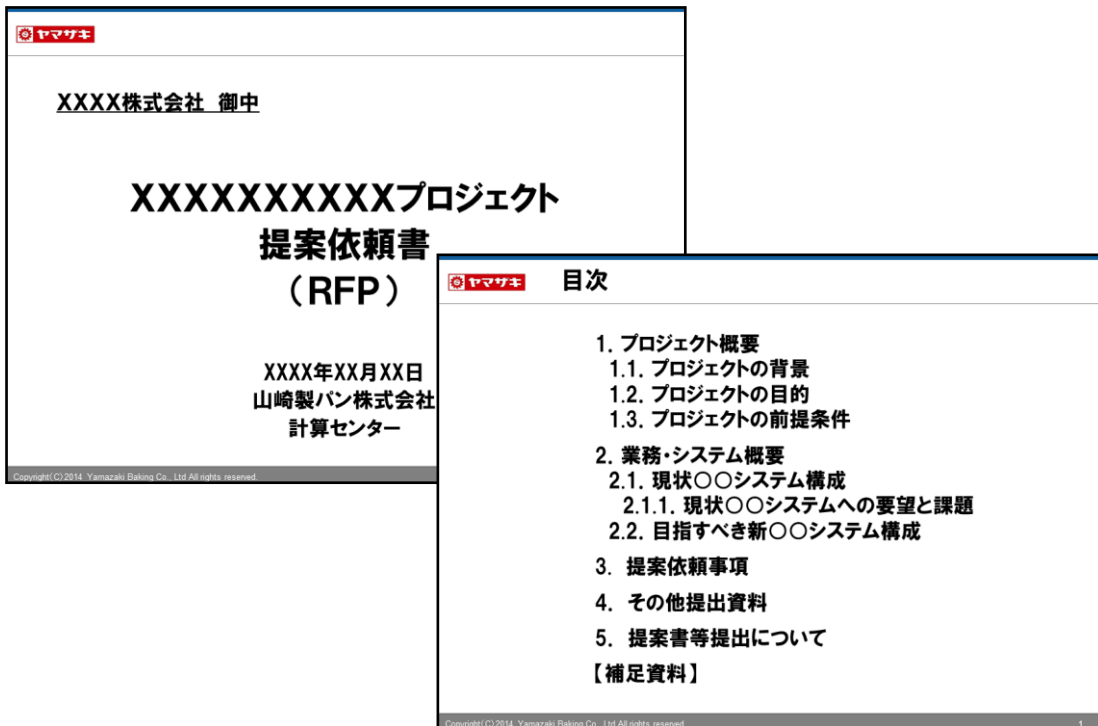 ヤマザキ
XXXX株式会社 御中
XXXXXXXXXXプロジェクト
提案依頼書
（RFP）
XXXX年XX月XX日
山崎製パン株式会社
計算センター
Copyright(C)2014 Yamazaki Baking Co., Ltd All rights reserved.
ヤマザキ
目次
1. プロジェクト概要
1.1. プロジェクトの背景
1.2. プロジェクトの目的
1.3. プロジェクトの前提条件
2. 業務・システム概要
2.1. 現状〇〇システム構成
2.1.1. 現状〇〇システムへの要望と課題
2.2. 目指すべき新〇〇システム構成
3. 提案依頼事項
4. その他提出資料
5. 提案書等提出について
【補足資料】
Copyright(C)2014 Yamazaki Baking Co., Ltd All rights reserved.
1